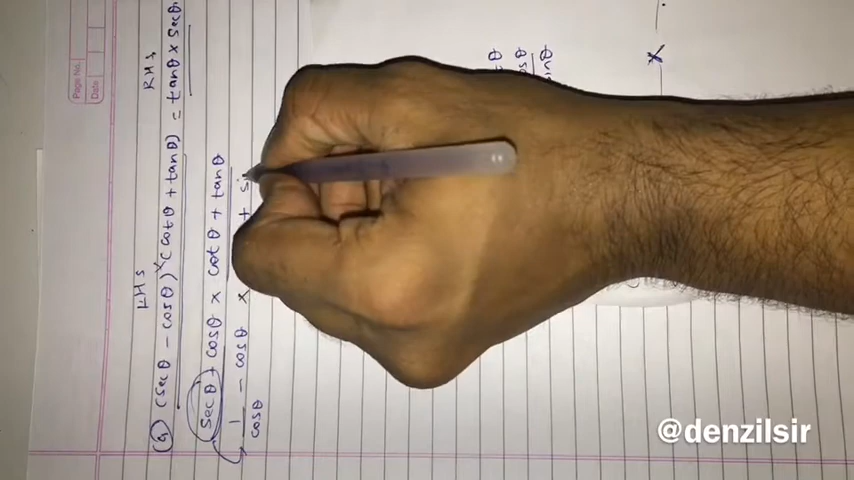 Page No.
Date
LHS RHS
(4) (secθ - cosθ) (cotθ + tanθ) = tanθ × secθ
secθ - cosθ × cotθ + tanθ
1/cosθ - cosθ × + s
@denzilsir